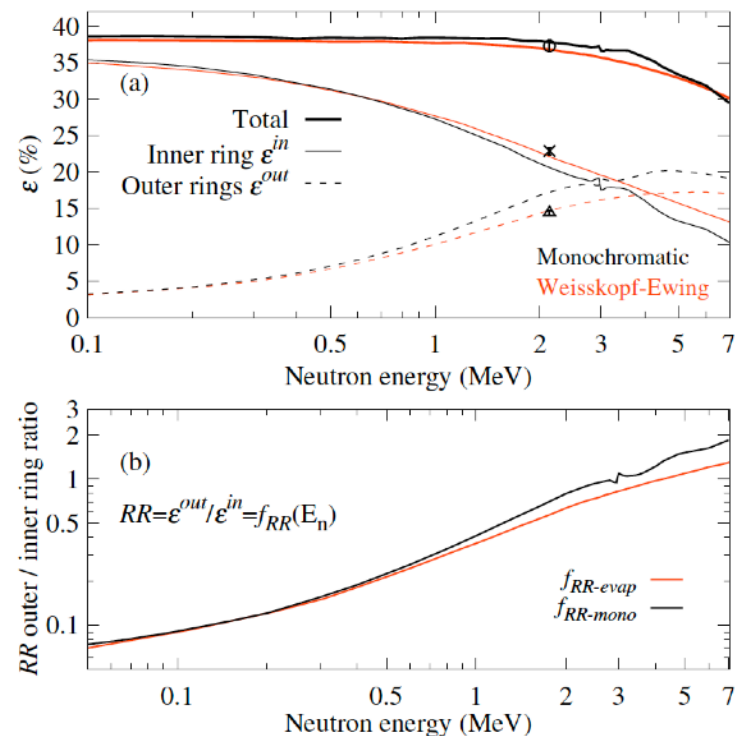 40
35
30
25
20
15
10
5
0
ε (%)
(a)
Total
Inner ring ε^in
Outer rings ε^out
Monochromatic
Weisskopf-Ewing
0.1 0.5 1 2 3 5 7
Neutron energy (MeV)
3
2
1
0.5
0.1
RR outer / inner ring ratio
(b)
RR=ε^out/ε^in=f_RR(E_n)
f_RR-evap
f_RR-mono
0.1 0.5 1 2 3 5 7
Neutron energy (MeV)